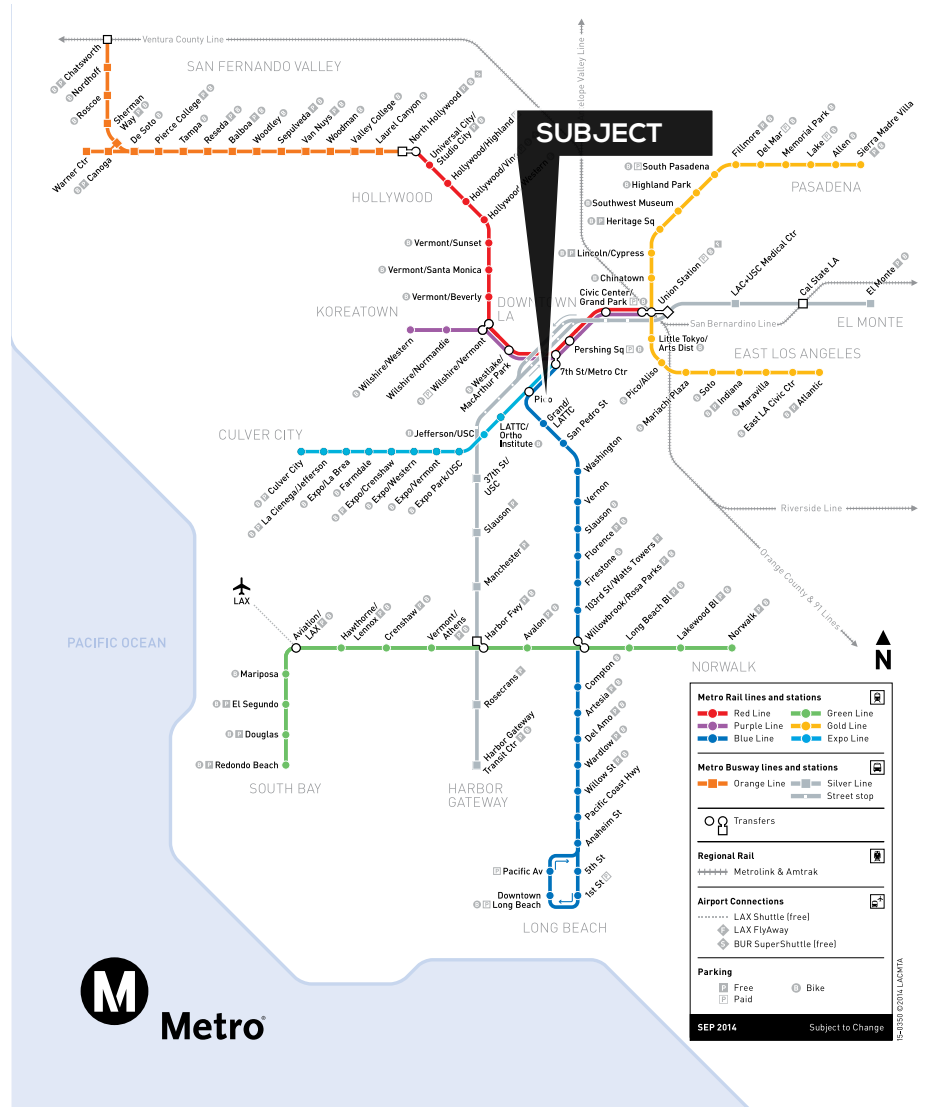 Ventura County Line
SAN FERNANDO VALLEY
Chatsworth
Nordhoff
Roscoe
Sherman
Way
Warner Ctr
Canoga
De Soto
Pierce College
Tampa
Reseda
Balboa
Woodley
Sepulveda
Van Nuys
Woodman
Valley College
Laurel Canyon
North Hollywood
Universal City/
Studio City
Hollywood/Highland
Hollywood/Vine
HOLLYWOOD
Vermont/Sunset
Vermont/Santa Monica
Vermont/Beverly
KOREATOWN
Wilshire/Western
Wilshire/Normandie
Wilshire/Vermont
Westlake/
MacArthur Park
SUBJECT
DOWNTOWN
LA
Civic Center/
Grand Park
Pershing Sq
7th St/Metro Ctr
Union Station
Chinatown
Lincoln/Cypress
Heritage Sq
Southwest Museum
Highland Park
South Pasadena
Fillmore
Del Mar
Memorial Park
Lake
Allen
Sierra Madre Villa
PASADENA
LAC+USC Medical Ctr
Cal State LA
El Monte
EL MONTE
San Bernardino Line
Little Tokyo/
Arts Dist
EAST LOS ANGELES
Pico/Aliso
Mariachi Plaza
Soto
Indiana
Maravilla
East LA Civic Ctr
Atlantic
Riverside Line
Orange County & 91 Lines
Pico
Grand/
LATTC
San Pedro St
LATTC/
Ortho
Institute
Jefferson/USC
CULVER CITY
Culver City
La Cienega/Jefferson
Expo/La Brea
Farmdale
Expo/Crenshaw
Expo/Western
Expo/Vermont
Expo Park/USC
37th St/
USC
Slauson
Manchester
Washington
Vernon
Slauson
Florence
Firestone
103rd St/Watts Towers
Willowbrook/Rosa Parks
LAX
Aviation/
LAX
Hawthorne/
Lennox
Crenshaw
Vermont/
Athens
Harbor Fwy
Avalon
Long Beach Bl
Lakewood Bl
Norwalk
NORWALK
PACIFIC OCEAN
Mariposa
El Segundo
Douglas
Redondo Beach
SOUTH BAY
Rosecrans
Harbor Gateway
Transit Ctr
HARBOR
GATEWAY
Compton
Artesia
Del Amo
Wardlow
Willow St
Pacific Coast Hwy
Anaheim St
Pacific Av
5th St
1st St
Downtown
Long Beach
LONG BEACH
N
Metro Rail lines and stations
Red Line
Green Line
Purple Line
Gold Line
Blue Line
Expo Line
Metro Busway lines and stations
Orange Line
Silver Line
Street stop
Transfers
Regional Rail
Metrolink & Amtrak
Airport Connections
LAX Shuttle (free)
F LAX FlyAway
S BUR SuperShuttle (free)
Parking
P Free
B Bike
P Paid
SEP 2014
Subject to Change
15-0350 ©2014 LACMTA
M
Metro